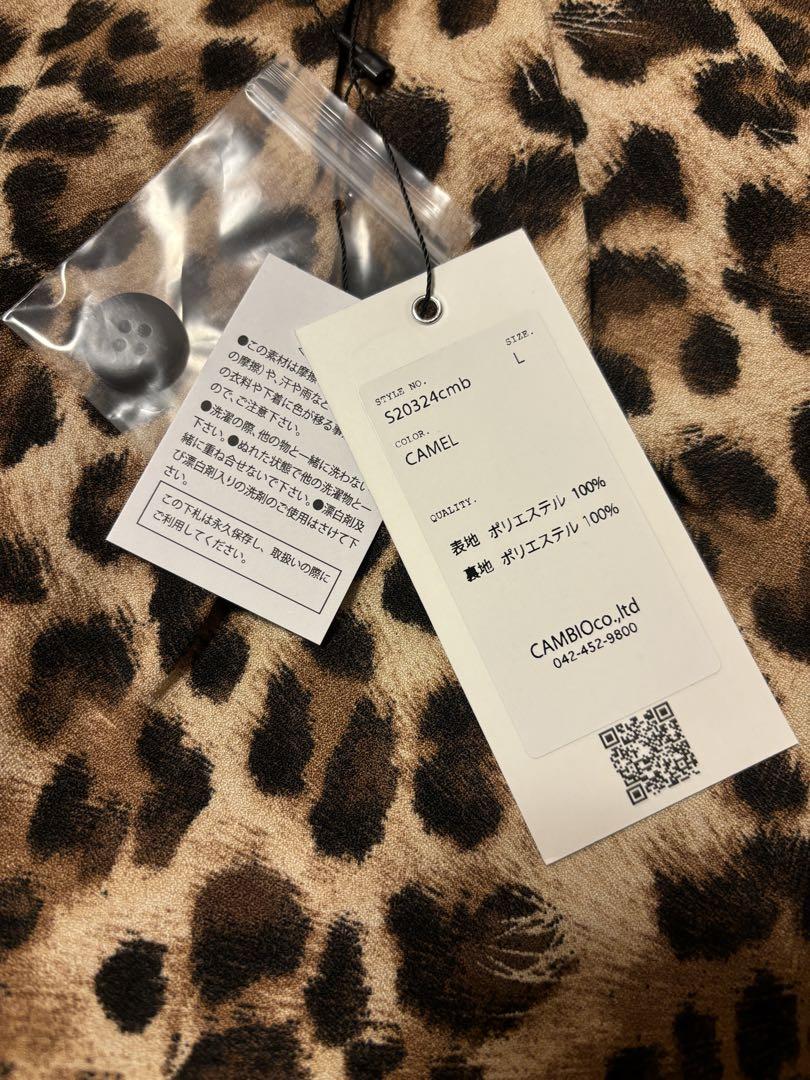 ●この素材は摩擦
の摩擦)や、汗や雨など
の衣料や下着に色が移る事
ので、ご注意下さい。
●洗濯の際、他の物と一緒に洗わない
下さい。●ぬれた状態で他の洗濯物と一
緒に重ね合せないで下さい。●漂白剤及
び漂白剤入りの洗剤のご使用はさけて下
さい。
この下札は永久保存し、取扱いの際に
ご利用してください。
STYLE NO. SIZE.
S20324cmb L
COLOR.
CAMEL
QUALITY.
表地 ポリエステル 100%
裏地 ポリエステル 100%
CAMBIOco.,ltd
042-452-9800